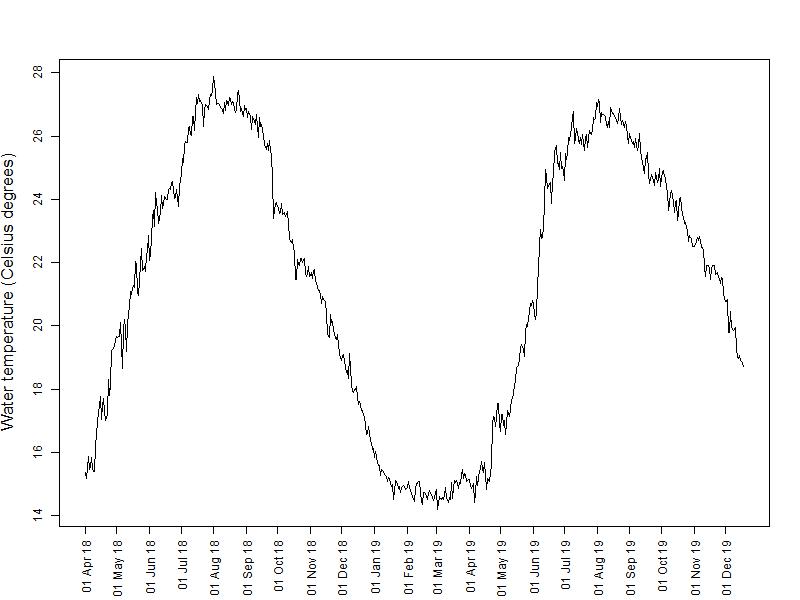 Water temperature (Celsius degrees)
28
26
24
22
20
18
16
14
01 Apr 18
01 May 18
01 Jun 18
01 Jul 18
01 Aug 18
01 Sep 18
01 Oct 18
01 Nov 18
01 Dec 18
01 Jan 19
01 Feb 19
01 Mar 19
01 Apr 19
01 May 19
01 Jun 19
01 Jul 19
01 Aug 19
01 Sep 19
01 Oct 19
01 Nov 19
01 Dec 19